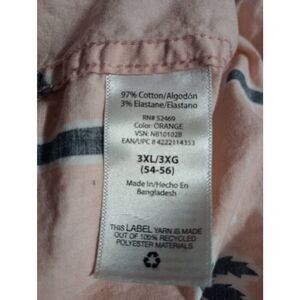 97% Cotton/Algodón
3% Elastane/Elastano
RN# 52469
Color: ORANGE
VSN: NB10102B
EAN/UPC # 4222114353
3XL/3XG
(54-56)
Made In/Hecho En
Bangladesh
THIS LABEL YARN IS MADE
OUT OF 100% RECYCLED
POLYESTER MATERIALS